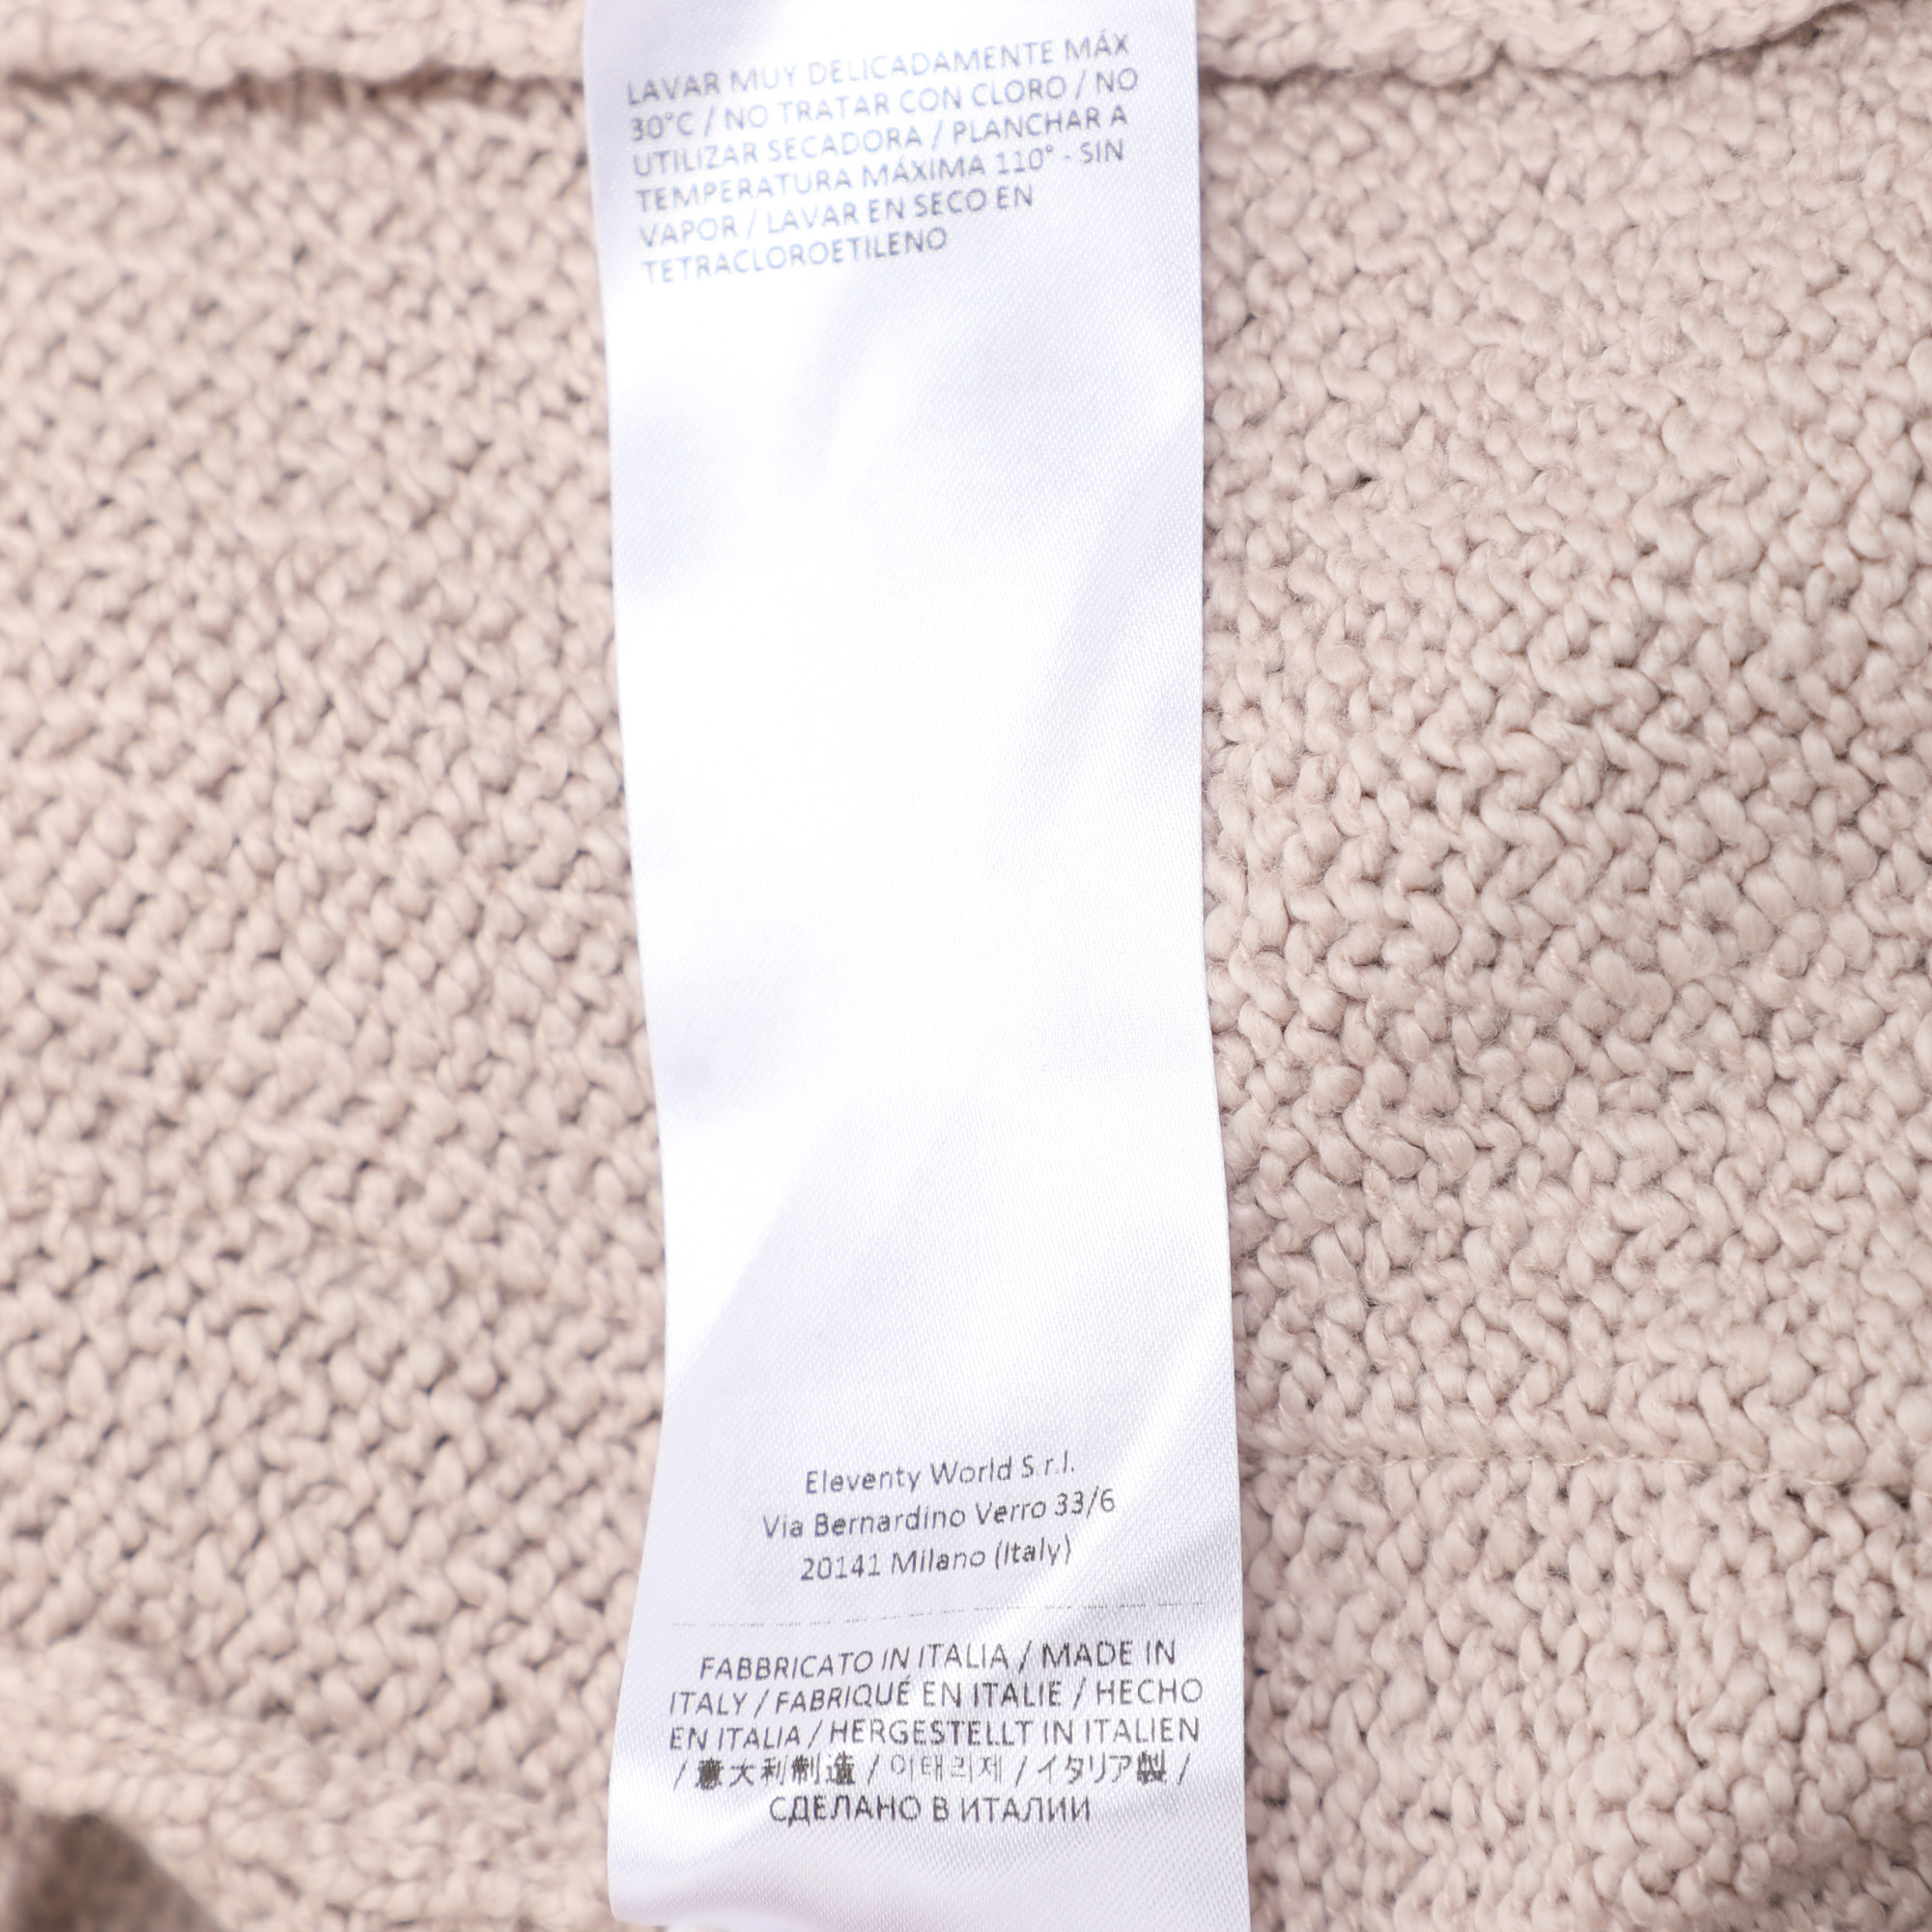 LAVAR MUY DELICADAMENTE MÁX
30°C / NO TRATAR CON CLORO / NO
UTILIZAR SECADORA / PLANCHAR A
TEMPERATURA MÁXIMA 110° - SIN
VAPOR / LAVAR EN SECO EN
TETRACLOROETILENO
Eleventy World S.r.l.
Via Bernardino Verro 33/6
20141 Milano (Italy)
FABBRICATO IN ITALIA / MADE IN
ITALY / FABRIQUÉ EN ITALIE / HECHO
EN ITALIA / HERGESTELLT IN ITALIEN
/ 意大利制造 / 이태리제 / イタリア製 /
СДЕЛАНО В ИТАЛИИ